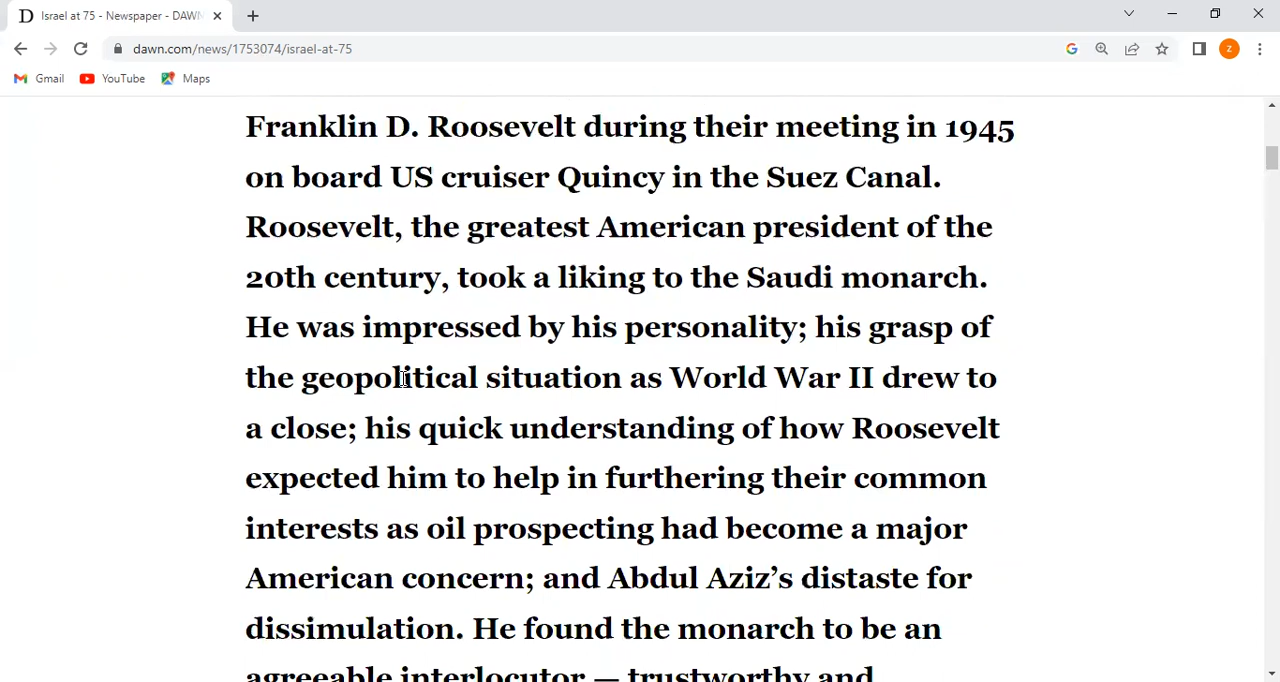 Israel at 75 - Newspaper - DAWN
dawn.com/news/1753074/israel-at-75
Z
Gmail
YouTube
Maps
Franklin D. Roosevelt during their meeting in 1945
on board US cruiser Quincy in the Suez Canal.
Roosevelt, the greatest American president of the
20th century, took a liking to the Saudi monarch.
He was impressed by his personality; his grasp of
the geopolitical situation as World War II drew to
a close; his quick understanding of how Roosevelt
expected him to help in furthering their common
interests as oil prospecting had become a major
American concern; and Abdul Aziz’s distaste for
dissimulation. He found the monarch to be an
agreeable interlocutor — trustworthy and